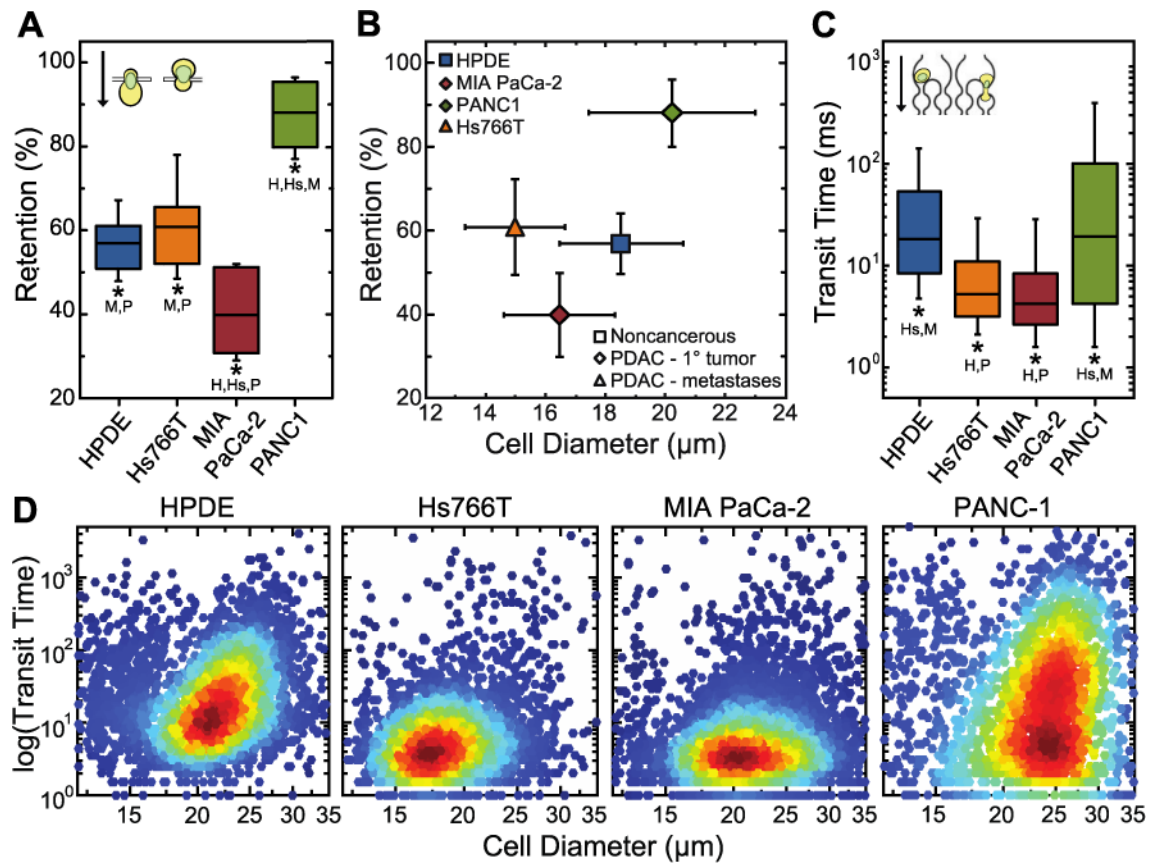 A
Retention (%)
100
80
60
40
20
M,P
M,P
H,Hs,P
H,Hs,M
*
*
*
*
HPDE
Hs766T
MIA
PaCa-2
PANC1
B
Retention (%)
100
80
60
40
20
HPDE
MIA PaCa-2
PANC1
Hs766T
Noncancerous
PDAC - 1° tumor
PDAC - metastases
12 14 16 18 20 22 24
Cell Diameter (µm)
C
Transit Time (ms)
10³
10²
10¹
10⁰
*
*
*
*
Hs,M
H,P
H,P
Hs,M
HPDE
Hs766T
MIA
PaCa-2
PANC1
D
HPDE Hs766T MIA PaCa-2 PANC-1
log(Transit Time)
10³
10²
10¹
10⁰
15 20 25 30 35 15 20 25 30 35 15 20 25 30 35 15 20 25 30 35
Cell Diameter (µm)